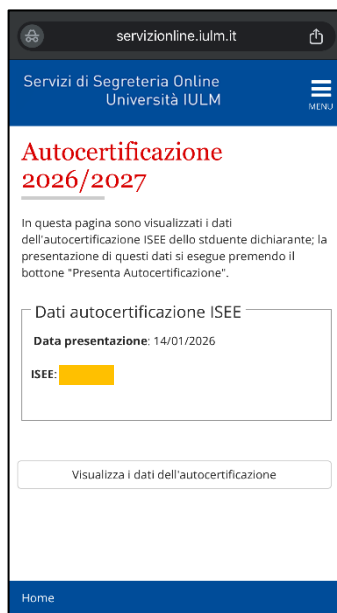 servizionline.iulm.it
Servizi di Segreteria Online
Università IULM
MENU
Autocertificazione
2026/2027
In questa pagina sono visualizzati i dati
dell'autocertificazione ISEE dello stduente dichiarante; la
presentazione di questi dati si esegue premendo il
bottone "Presenta Autocertificazione".
Dati autocertificazione ISEE
Data presentazione: 14/01/2026
ISEE:
Visualizza i dati dell'autocertificazione
Home